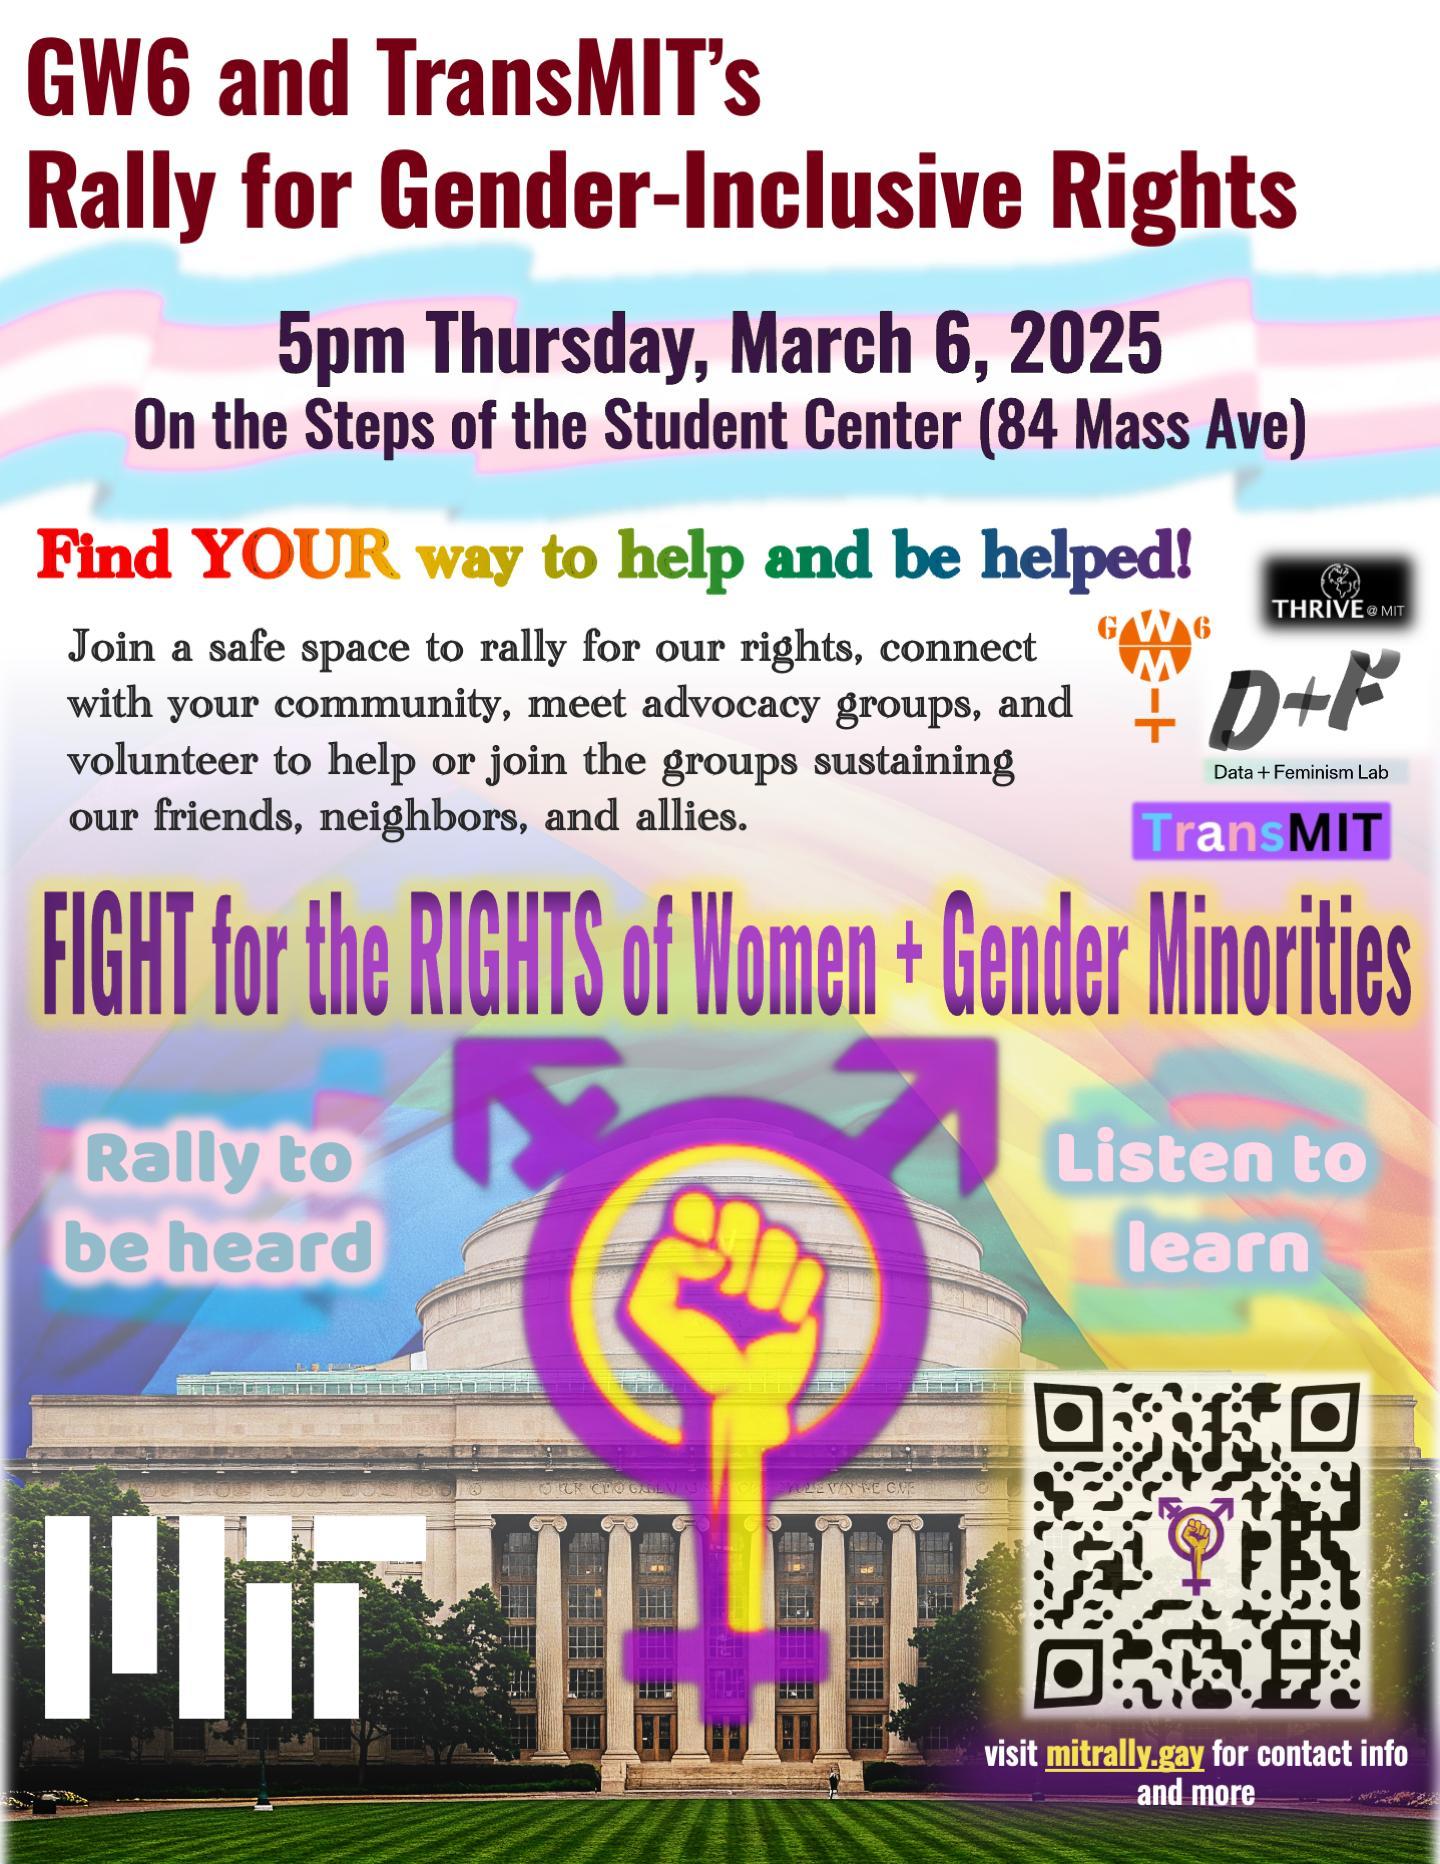 GW6 and TransMIT's
Rally for Gender-Inclusive Rights
5pm Thursday, March 6, 2025
On the Steps of the Student Center (84 Mass Ave)
Find YOUR way to help and be helped!
Join a safe space to rally for our rights, connect
with your community, meet advocacy groups, and
volunteer to help or join the groups sustaining
our friends, neighbors, and allies.
THRIVE @ MIT
G W 6
M
I
T
D+F
Data + Feminism Lab
TransMIT
FIGHT for the RIGHTS of Women + Gender Minorities
Rally to
be heard
Listen to
learn
MIT
visit mitrally.gay for contact info
and more